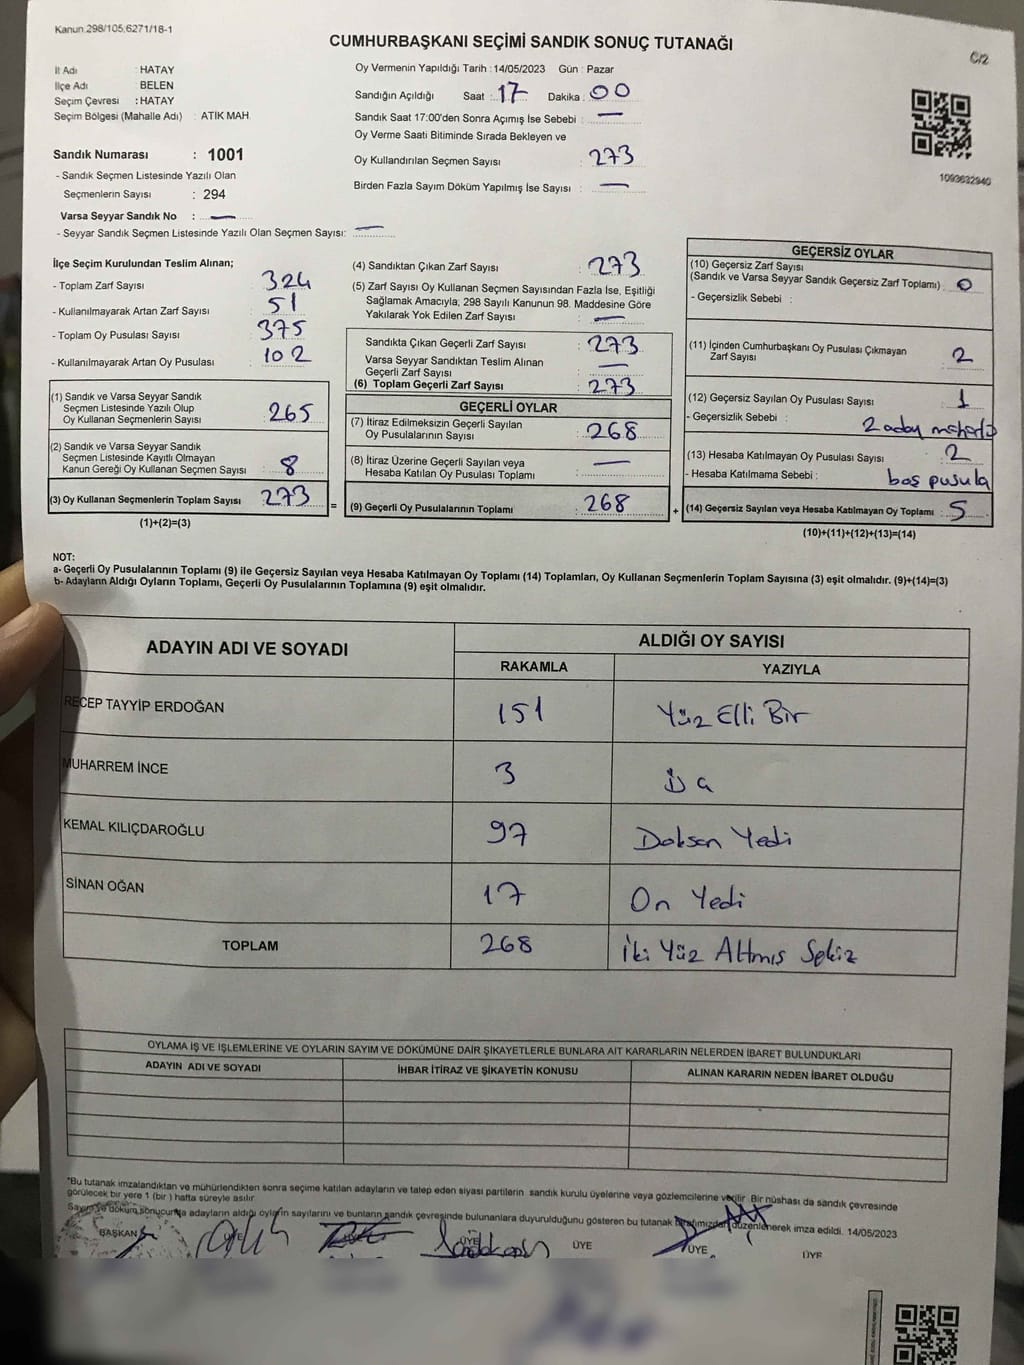 Kanun:298/105;6271/18-1
CUMHURBAŞKANI SEÇİMİ SANDIK SONUÇ TUTANAĞI
C/2
İl Adı : HATAY
İlçe Adı : BELEN
Seçim Çevresi : HATAY
Seçim Bölgesi (Mahalle Adı) : ATİK MAH.
Sandık Numarası : 1001
- Sandık Seçmen Listesinde Yazılı Olan
Seçmenlerin Sayısı : 294
Varsa Seyyar Sandık No : —
- Seyyar Sandık Seçmen Listesinde Yazılı Olan Seçmen Sayısı: —
Oy Vermenin Yapıldığı Tarih :14/05/2023 Gün : Pazar
Sandığın Açıldığı Saat : 17 Dakika : 00
Sandık Saat 17:00'den Sonra Açımış İse Sebebi : —
Oy Verme Saati Bitiminde Sırada Bekleyen ve
Oy Kullandırılan Seçmen Sayısı : 273
Birden Fazla Sayım Döküm Yapılmış İse Sayısı : —
1093632940
İlçe Seçim Kurulundan Teslim Alınan;
- Toplam Zarf Sayısı : 324
- Kullanılmayarak Artan Zarf Sayısı : 51
- Toplam Oy Pusulası Sayısı : 375
- Kullanılmayarak Artan Oy Pusulası : 102
(1) Sandık ve Varsa Seyyar Sandık
Seçmen Listesinde Yazılı Olup
Oy Kullanan Seçmenlerin Sayısı : 265
(2) Sandık ve Varsa Seyyar Sandık
Seçmen Listesinde Kayıtlı Olmayan
Kanun Gereği Oy Kullanan Seçmen Sayısı : 8
(3) Oy Kullanan Seçmenlerin Toplam Sayısı : 273
(1)+(2)=(3)
=
(4) Sandıktan Çıkan Zarf Sayısı : 273
(5) Zarf Sayısı Oy Kullanan Seçmen Sayısından Fazla İse, Eşitliği
Sağlamak Amacıyla; 298 Sayılı Kanunun 98. Maddesine Göre
Yakılarak Yok Edilen Zarf Sayısı : —
Sandıkta Çıkan Geçerli Zarf Sayısı : 273
Varsa Seyyar Sandıktan Teslim Alınan
Geçerli Zarf Sayısı : —
(6) Toplam Geçerli Zarf Sayısı : 273
GEÇERLİ OYLAR
(7) İtiraz Edilmeksizin Geçerli Sayılan
Oy Pusulalarının Sayısı : 268
(8) İtiraz Üzerine Geçerli Sayılan veya
Hesaba Katılan Oy Pusulası Toplamı : —
(9) Geçerli Oy Pusulalarının Toplamı : 268
+
GEÇERSİZ OYLAR
(10) Geçersiz Zarf Sayısı
(Sandık ve Varsa Seyyar Sandık Geçersiz Zarf Toplamı) : 0
- Geçersizlik Sebebi :
(11) İçinden Cumhurbaşkanı Oy Pusulası Çıkmayan
Zarf Sayısı : 2
(12) Geçersiz Sayılan Oy Pusulası Sayısı : 1
- Geçersizlik Sebebi : 2 aday
(13) Hesaba Katılmayan Oy Pusulası Sayısı : 2
- Hesaba Katılmama Sebebi : boş pusula
(14) Geçersiz Sayılan veya Hesaba Katılmayan Oy Toplamı : 5
(10)+(11)+(12)+(13)=(14)
NOT:
a- Geçerli Oy Pusulalarının Toplamı (9) ile Geçersiz Sayılan veya Hesaba Katılmayan Oy Toplamı (14) Toplamları, Oy Kullanan Seçmenlerin Toplam Sayısına (3) eşit olmalıdır. (9)+(14)=(3)
b- Adayların Aldığı Oyların Toplamı, Geçerli Oy Pusulalarının Toplamına (9) eşit olmalıdır.
ADAYIN ADI VE SOYADI
ALDIĞI OY SAYISI
RAKAMLA YAZIYLA
RECEP TAYYİP ERDOĞAN 151 Yüz Elli Bir
MUHARREM İNCE 3 Üç
KEMAL KILIÇDAROĞLU 97 Doksan Yedi
SİNAN OĞAN 17 On Yedi
TOPLAM 268 İki Yüz Altmış Sekiz
OYLAMA İŞ VE İŞLEMLERİNE VE OYLARIN SAYIM VE DÖKÜMÜNE DAİR ŞİKAYETLERLE BUNLARA AİT KARARLARIN NELERDEN İBARET BULUNDUKLARI
ADAYIN ADI VE SOYADI İHBAR İTİRAZ VE ŞİKAYETİN KONUSU ALINAN KARARIN NEDEN İBARET OLDUĞU
*Bu tutanak imzalandıktan ve mühürlendikten sonra seçime katılan adayların ve talep eden siyasi partilerin sandık kurulu üyelerine veya gözlemcilerine verilir. Bir nüshası da sandık çevresinde
görülecek bir yere 1 (bir ) hafta süreyle asılır.
Sayım ve döküm sonucunda adayların aldığı oyların sayılarını ve bunların sandık çevresinde bulunanlara duyurulduğunu gösteren bu tutanak tarafımızdan düzenlenerek imza edildi. 14/05/2023
BAŞKAN ÜYE ÜYE ÜYE ÜYE ÜYE